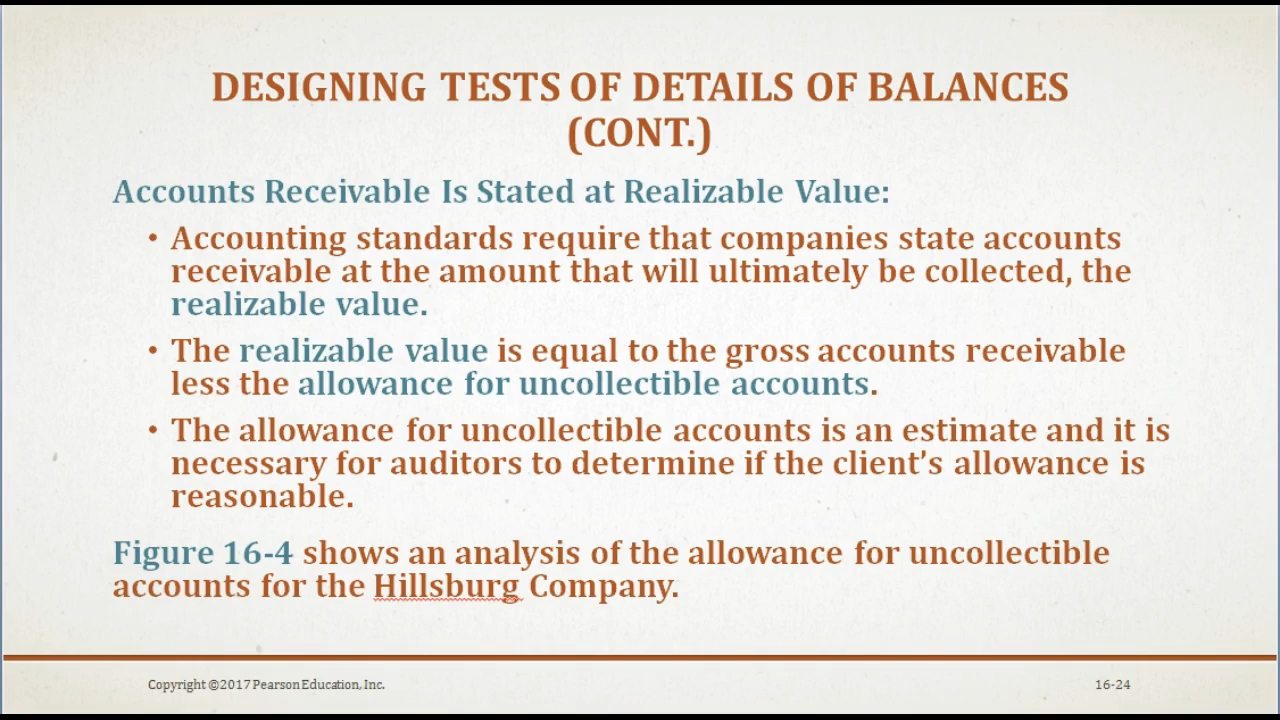 DESIGNING TESTS OF DETAILS OF BALANCES
(CONT.)
Accounts Receivable Is Stated at Realizable Value:
• Accounting standards require that companies state accounts
receivable at the amount that will ultimately be collected, the
realizable value.
• The realizable value is equal to the gross accounts receivable
less the allowance for uncollectible accounts.
• The allowance for uncollectible accounts is an estimate and it is
necessary for auditors to determine if the client’s allowance is
reasonable.
Figure 16-4 shows an analysis of the allowance for uncollectible
accounts for the Hillsburg Company.
Copyright ©2017 Pearson Education, Inc.
16-24